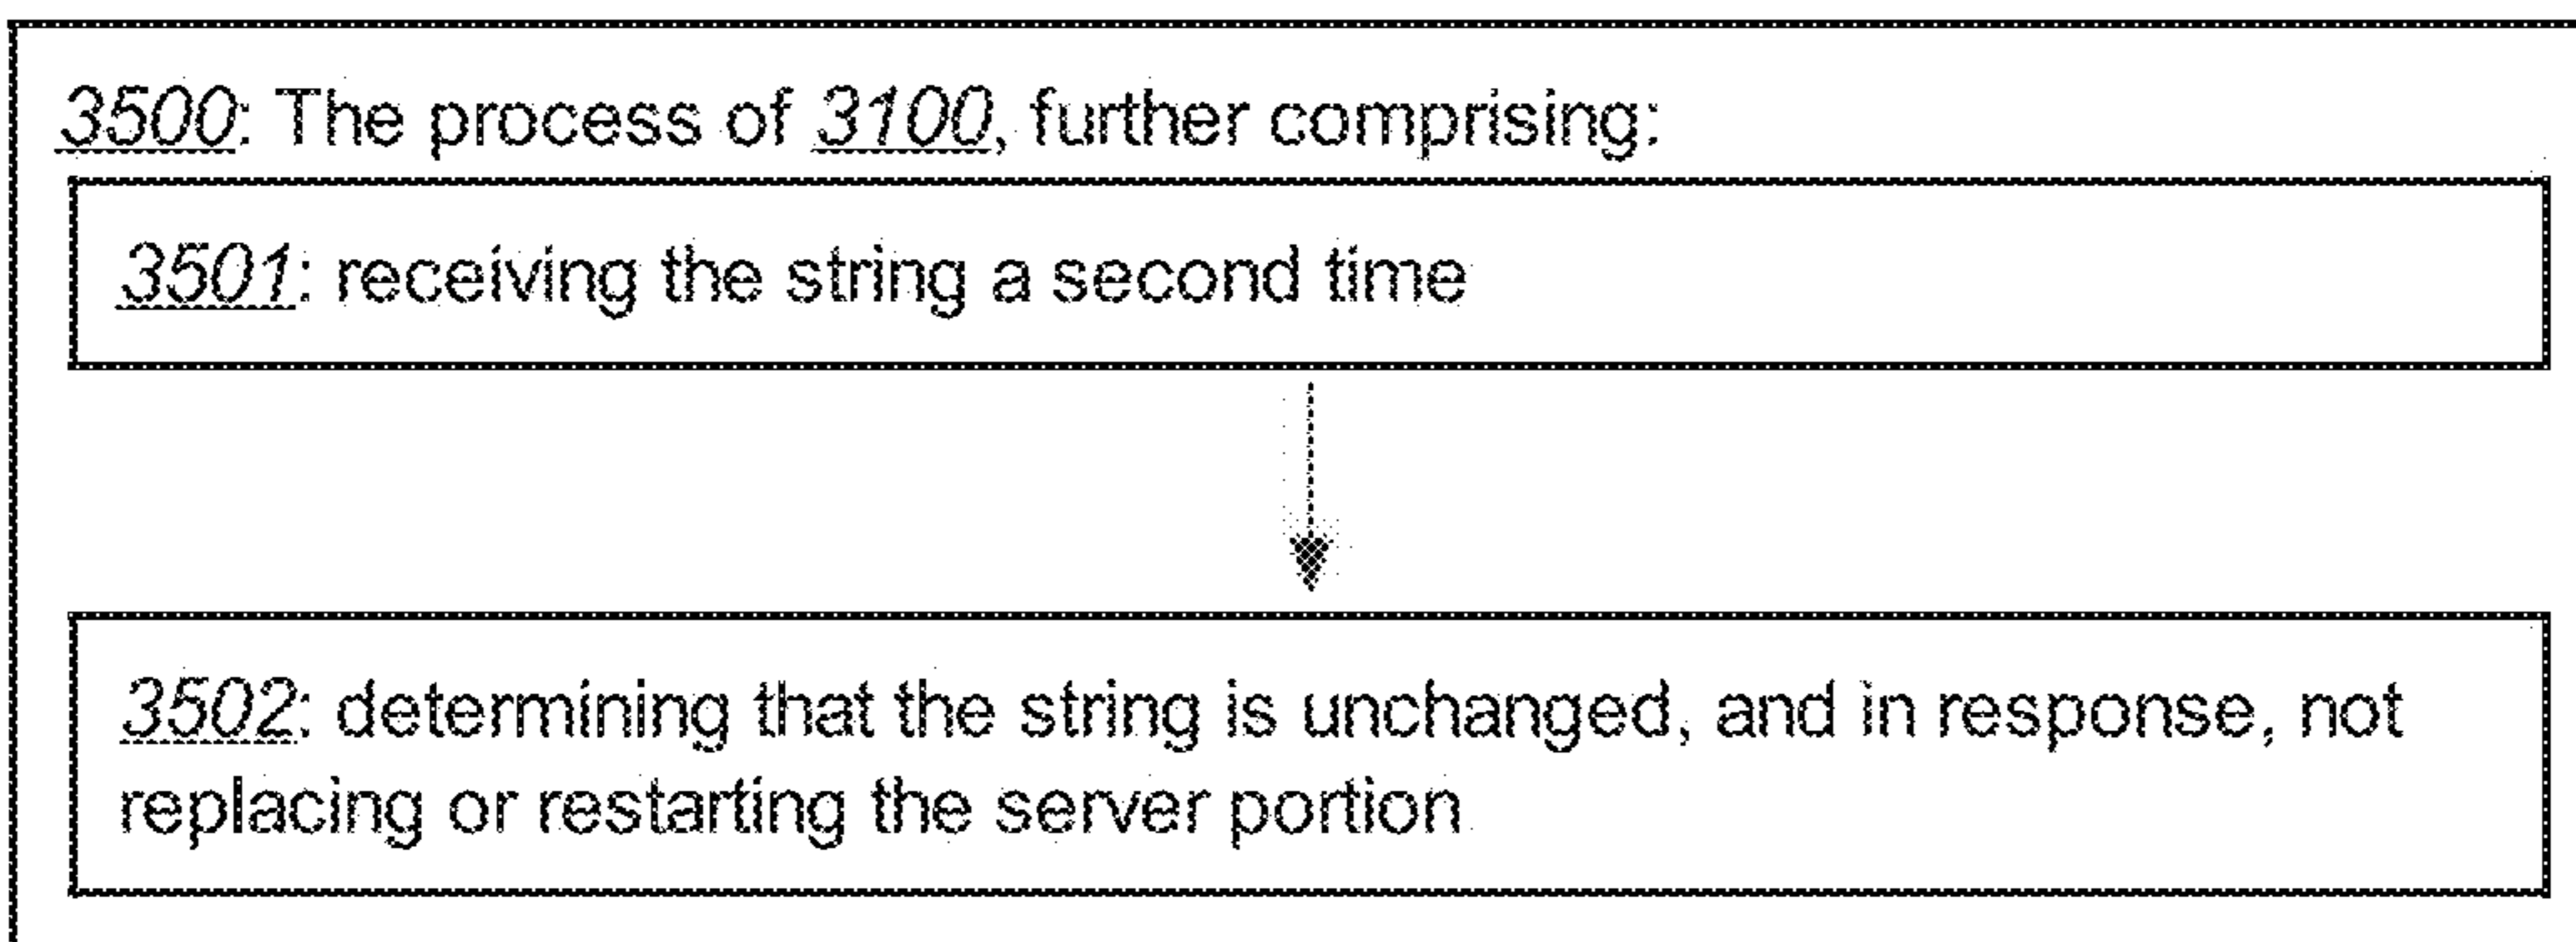 3500: The process of 3100, further comprising:
3501: receiving the string a second time
3502: determining that the string is unchanged, and in response, not
replacing or restarting the server portion